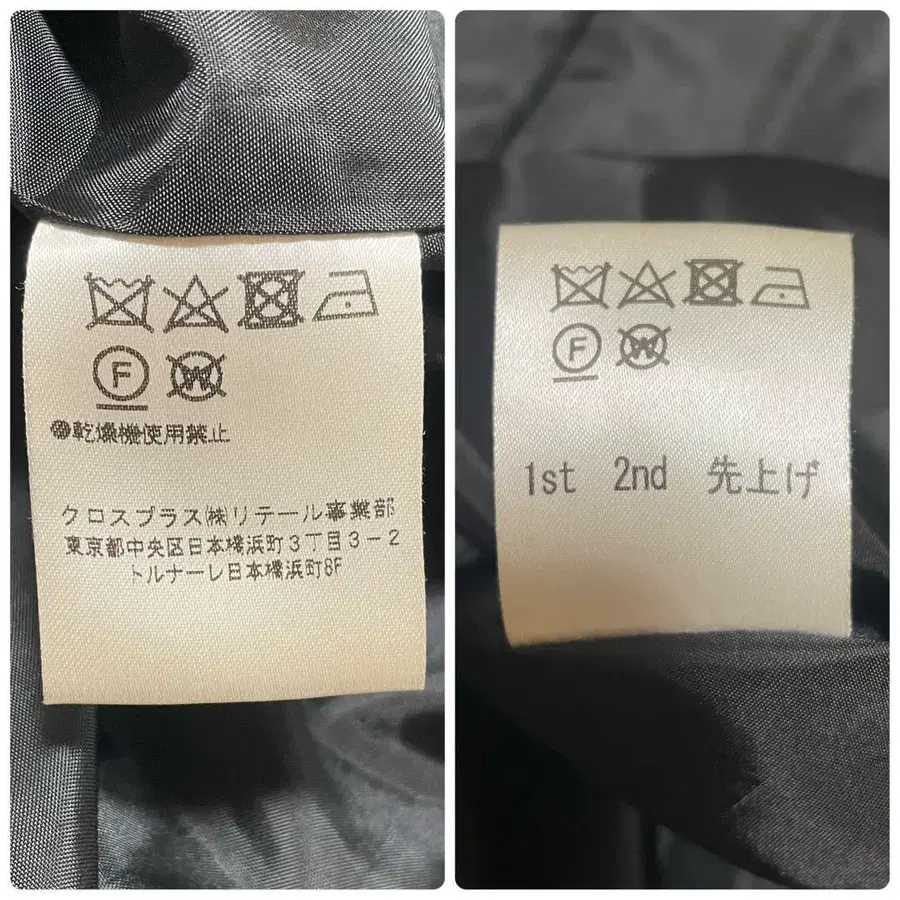 F
W
◎乾燥機使用禁止
クロスプラス㈱リテール事業部
東京都中央区日本橋浜町3丁目3-2
トルナーレ日本橋浜町8F
F
W
1st 2nd 先上げ